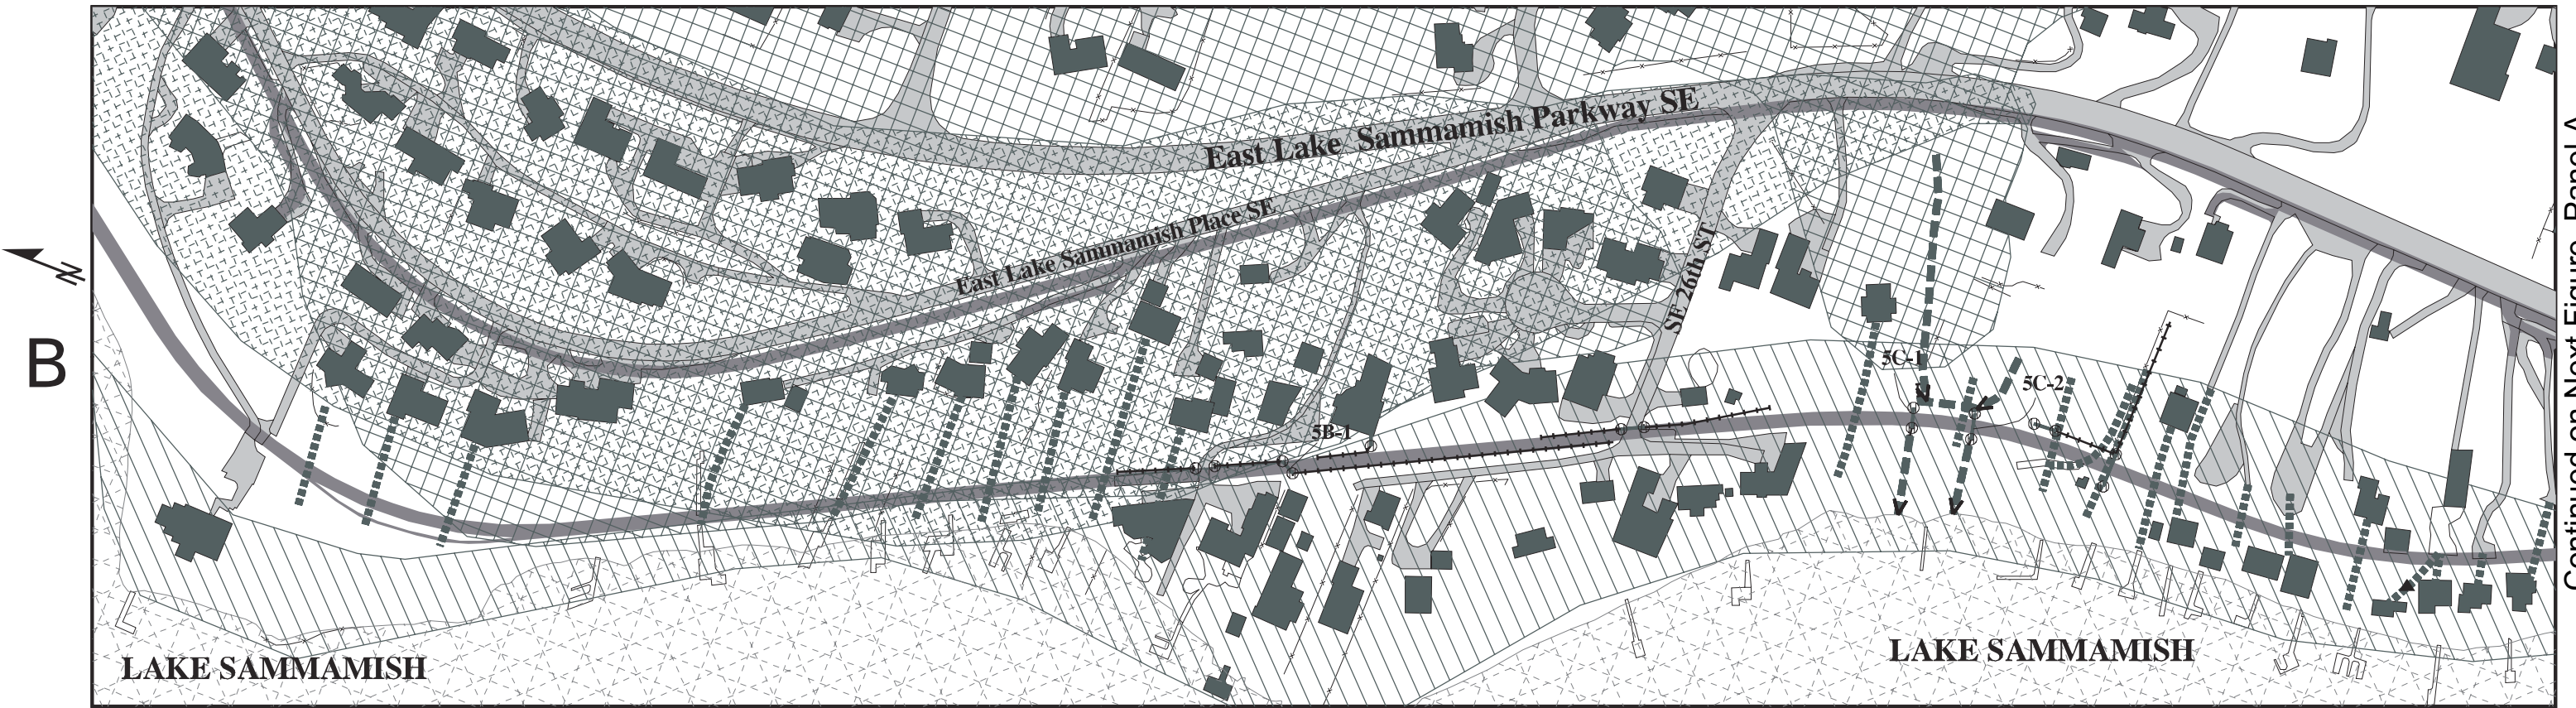 East Lake Sammamish Parkway SE
East Lake Sammamish Place SE
SE 26th ST
5C-1
5C-2
5B-1
N
B
LAKE SAMMAMISH
LAKE SAMMAMISH
Continued on Next Figure, Panel A